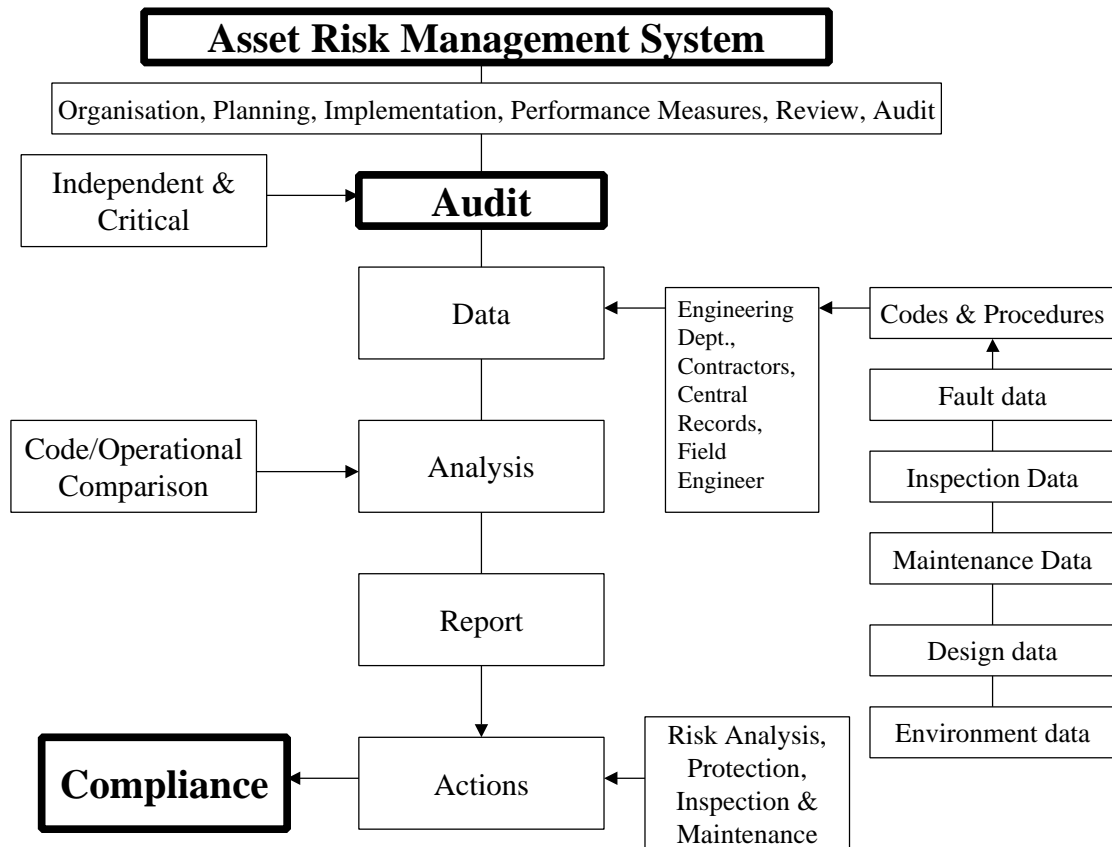 Asset Risk Management System
Organisation, Planning, Implementation, Performance Measures, Review, Audit
Independent &
Critical
Audit
Data
Engineering
Dept.,
Contractors,
Central
Records,
Field
Engineer
Codes & Procedures
Fault data
Code/Operational
Comparison
Analysis
Inspection Data
Maintenance Data
Report
Design data
Environment data
Compliance
Actions
Risk Analysis,
Protection,
Inspection &
Maintenance